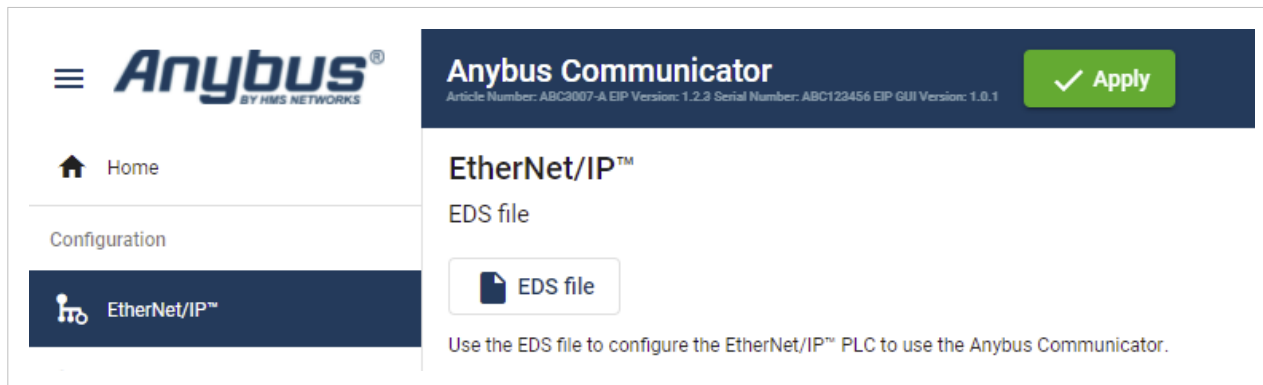 Anybus®
BY HMS NETWORKS
Anybus Communicator
Article Number: ABC3007-A EIP Version: 1.2.3 Serial Number: ABC123456 EIP GUI Version: 1.0.1
Apply
Home
Configuration
EtherNet/IP™
EtherNet/IP™
EDS file
EDS file
Use the EDS file to configure the EtherNet/IP™ PLC to use the Anybus Communicator.